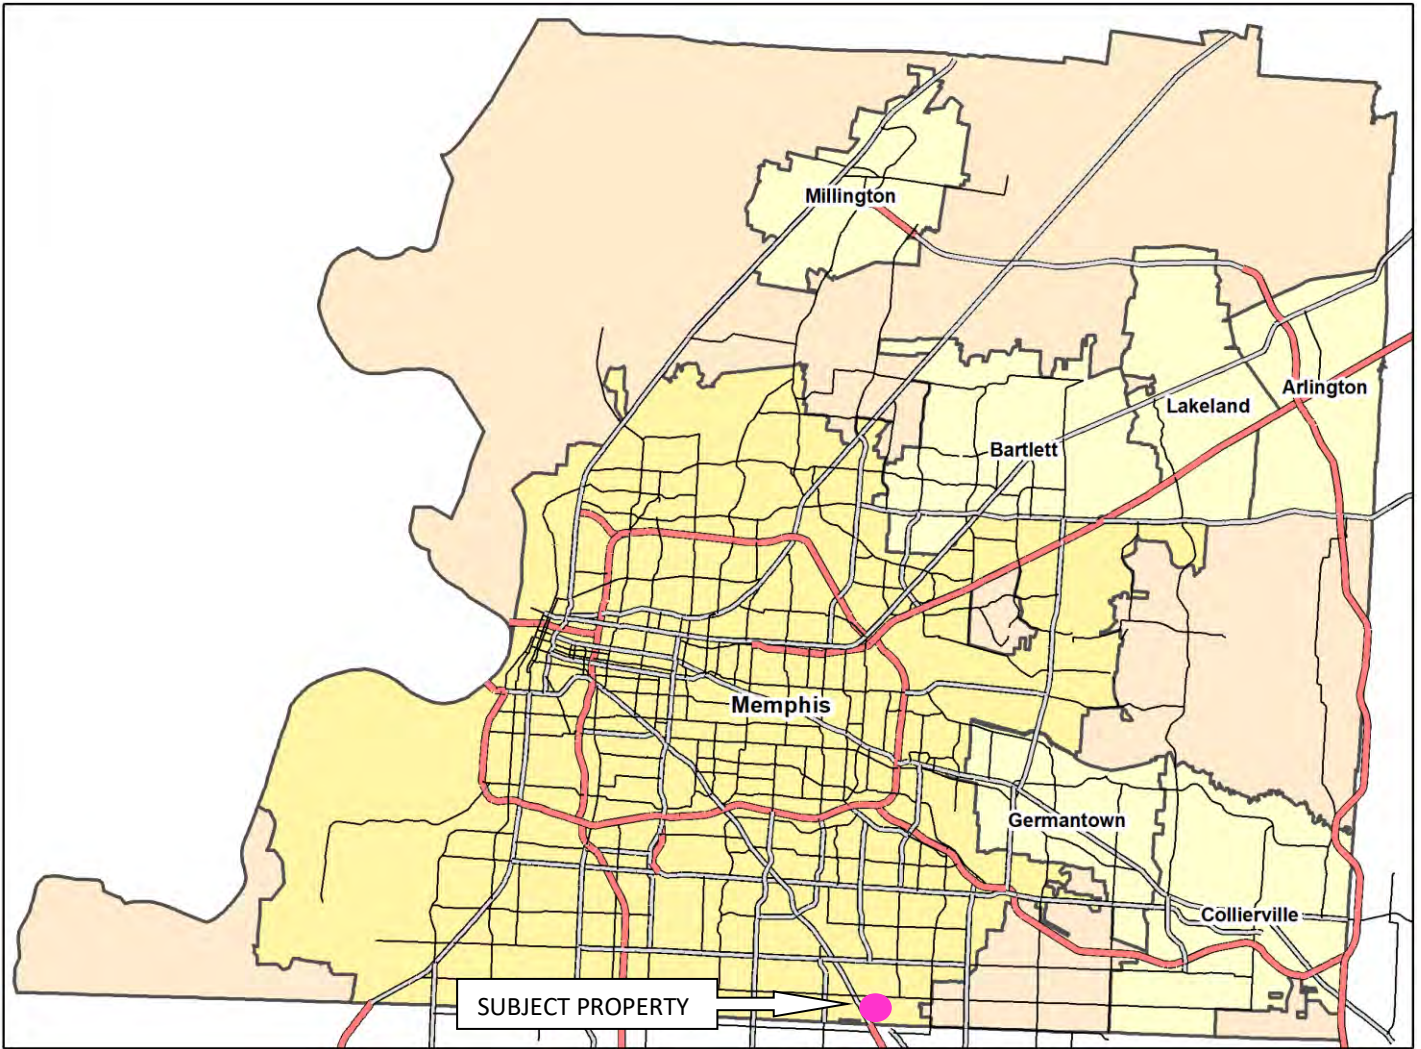 Millington
Arlington
Lakeland
Bartlett
Memphis
Germantown
Collierville
SUBJECT PROPERTY